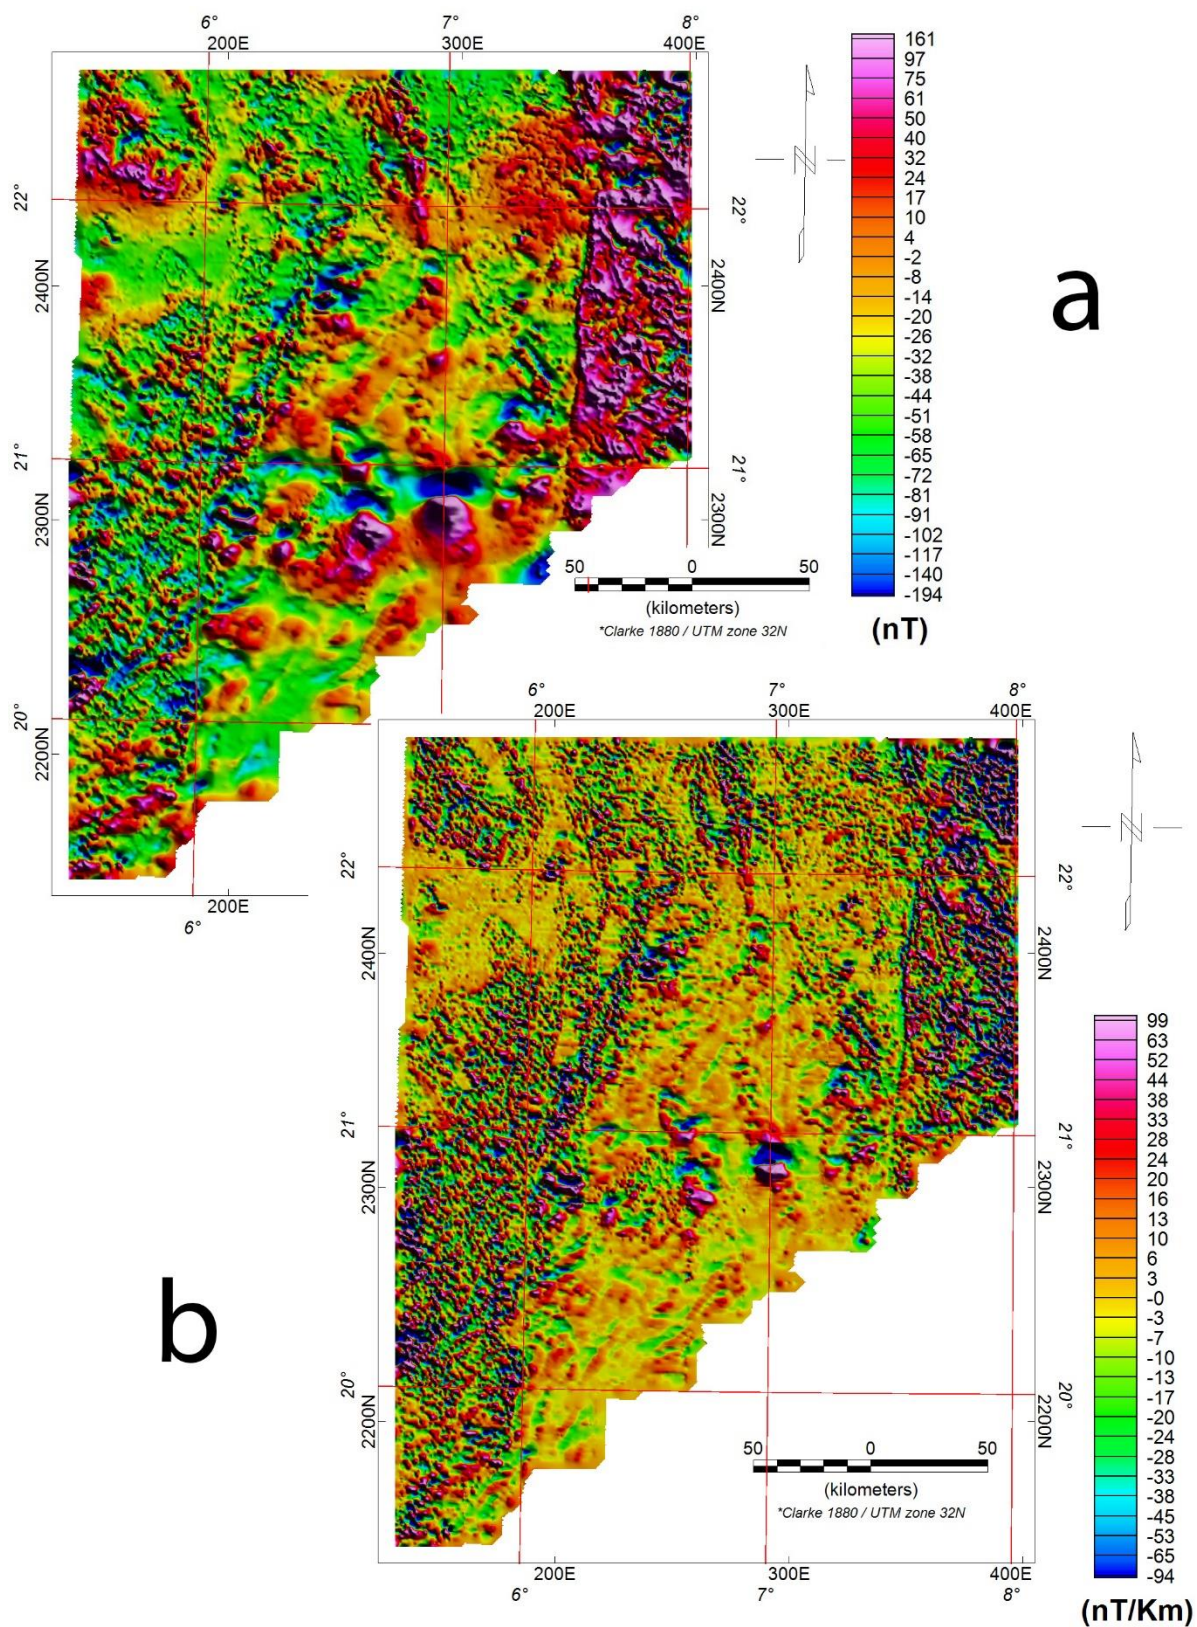 6° 7° 8°
200E 300E 400E
22° 22°
2400N 2400N
21° 21°
2300N 2300N
20°
2200N
200E
6°
N
161
97
75
61
50
40
32
24
17
10
4
-2
-8
-14
-20
-26
-32
-38
-44
-51
-58
-65
-72
-81
-91
-102
-117
-140
-194
(nT)
a
50 0 50
(kilometers)
*Clarke 1880 / UTM zone 32N
6° 7° 8°
200E 300E 400E
22° 22°
2400N 2400N
21° 21°
2300N 2300N
20° 20°
2200N 2200N
200E 300E 400E
6° 7° 8°
N
99
63
52
44
38
33
28
24
20
16
13
10
6
3
-0
-3
-7
-10
-13
-17
-20
-24
-28
-33
-38
-45
-53
-65
-94
(nT/Km)
b
50 0 50
(kilometers)
*Clarke 1880 / UTM zone 32N